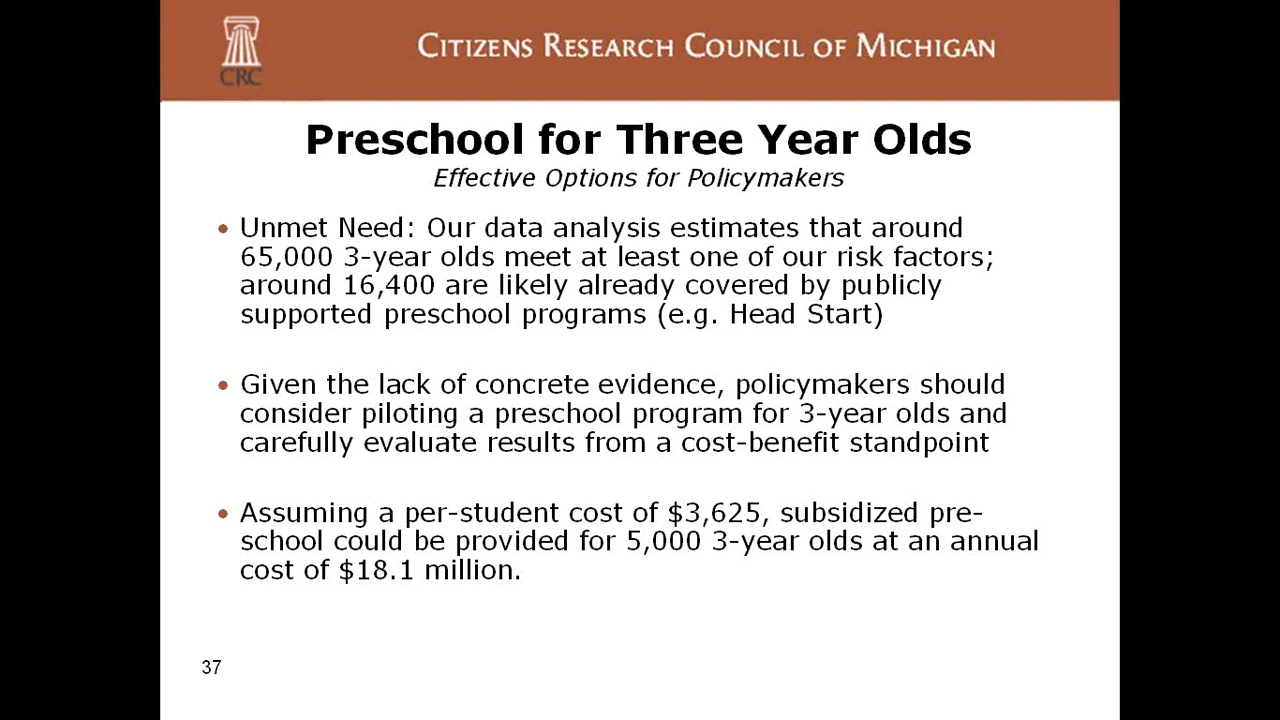 CRC
CITIZENS RESEARCH COUNCIL OF MICHIGAN
Preschool for Three Year Olds
Effective Options for Policymakers
• Unmet Need: Our data analysis estimates that around
65,000 3-year olds meet at least one of our risk factors;
around 16,400 are likely already covered by publicly
supported preschool programs (e.g. Head Start)
• Given the lack of concrete evidence, policymakers should
consider piloting a preschool program for 3-year olds and
carefully evaluate results from a cost-benefit standpoint
• Assuming a per-student cost of $3,625, subsidized pre-
school could be provided for 5,000 3-year olds at an annual
cost of $18.1 million.
37